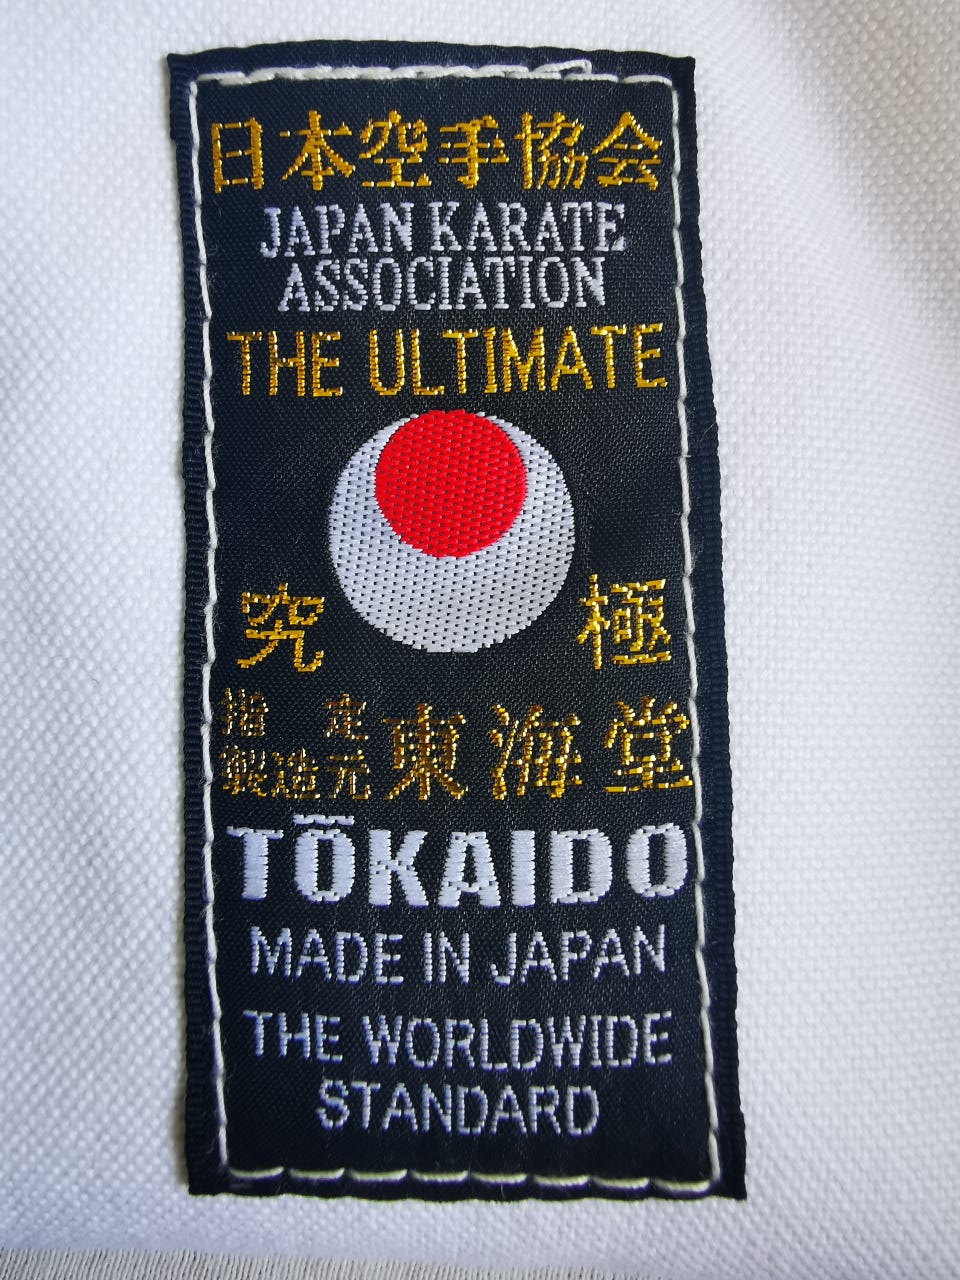 日本空手協会
JAPAN KARATE
ASSOCIATION
THE ULTIMATE
究 極
指定
製造元 東海堂
TŌKAIDO
MADE IN JAPAN
THE WORLDWIDE
STANDARD